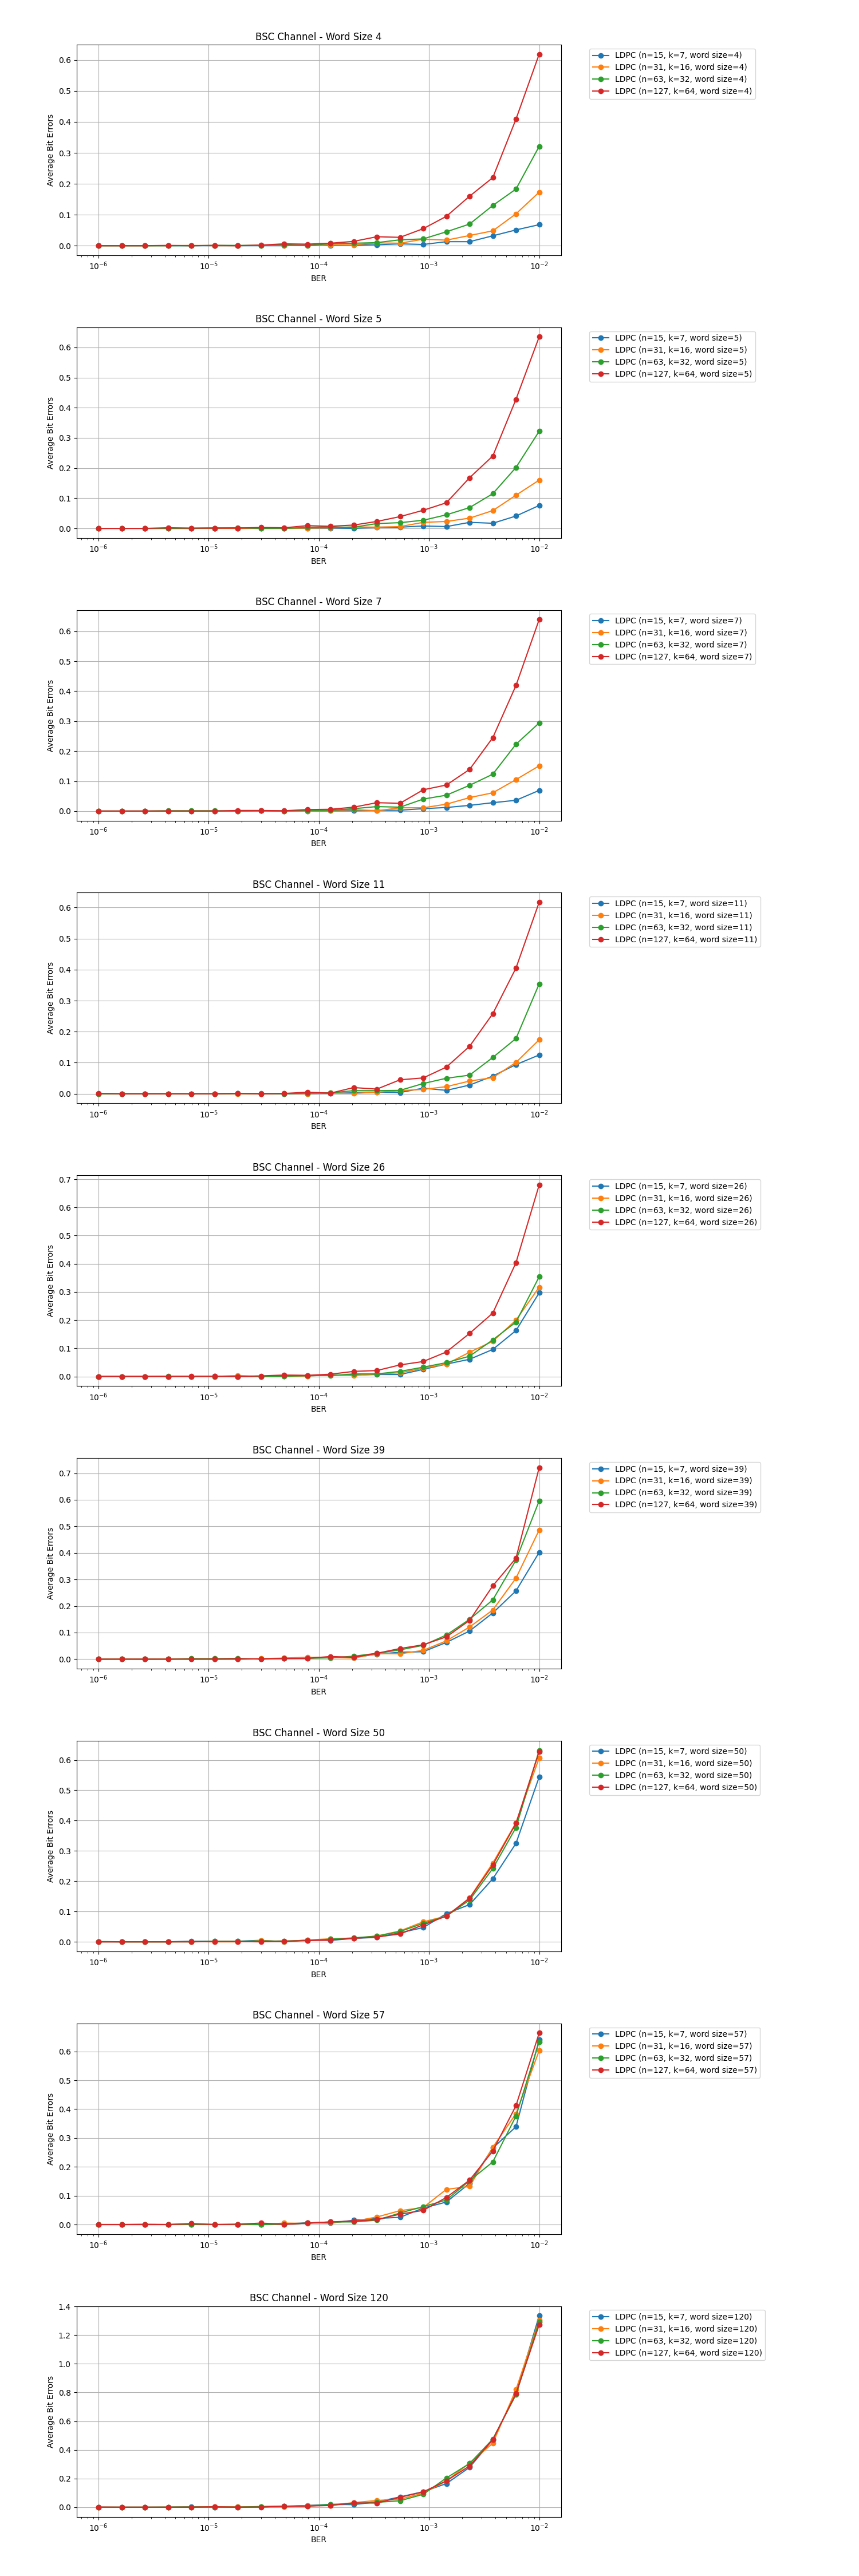 BSC Channel - Word Size 4
Average Bit Errors
0.6
0.5
0.4
0.3
0.2
0.1
0.0
10⁻⁶ 10⁻⁵ 10⁻⁴ 10⁻³ 10⁻²
BER
LDPC (n=15, k=7, word size=4)
LDPC (n=31, k=16, word size=4)
LDPC (n=63, k=32, word size=4)
LDPC (n=127, k=64, word size=4)
BSC Channel - Word Size 5
Average Bit Errors
0.6
0.5
0.4
0.3
0.2
0.1
0.0
10⁻⁶ 10⁻⁵ 10⁻⁴ 10⁻³ 10⁻²
BER
LDPC (n=15, k=7, word size=5)
LDPC (n=31, k=16, word size=5)
LDPC (n=63, k=32, word size=5)
LDPC (n=127, k=64, word size=5)
BSC Channel - Word Size 7
Average Bit Errors
0.6
0.5
0.4
0.3
0.2
0.1
0.0
10⁻⁶ 10⁻⁵ 10⁻⁴ 10⁻³ 10⁻²
BER
LDPC (n=15, k=7, word size=7)
LDPC (n=31, k=16, word size=7)
LDPC (n=63, k=32, word size=7)
LDPC (n=127, k=64, word size=7)
BSC Channel - Word Size 11
Average Bit Errors
0.6
0.5
0.4
0.3
0.2
0.1
0.0
10⁻⁶ 10⁻⁵ 10⁻⁴ 10⁻³ 10⁻²
BER
LDPC (n=15, k=7, word size=11)
LDPC (n=31, k=16, word size=11)
LDPC (n=63, k=32, word size=11)
LDPC (n=127, k=64, word size=11)
BSC Channel - Word Size 26
Average Bit Errors
0.7
0.6
0.5
0.4
0.3
0.2
0.1
0.0
10⁻⁶ 10⁻⁵ 10⁻⁴ 10⁻³ 10⁻²
BER
LDPC (n=15, k=7, word size=26)
LDPC (n=31, k=16, word size=26)
LDPC (n=63, k=32, word size=26)
LDPC (n=127, k=64, word size=26)
BSC Channel - Word Size 39
Average Bit Errors
0.7
0.6
0.5
0.4
0.3
0.2
0.1
0.0
10⁻⁶ 10⁻⁵ 10⁻⁴ 10⁻³ 10⁻²
BER
LDPC (n=15, k=7, word size=39)
LDPC (n=31, k=16, word size=39)
LDPC (n=63, k=32, word size=39)
LDPC (n=127, k=64, word size=39)
BSC Channel - Word Size 50
Average Bit Errors
0.6
0.5
0.4
0.3
0.2
0.1
0.0
10⁻⁶ 10⁻⁵ 10⁻⁴ 10⁻³ 10⁻²
BER
LDPC (n=15, k=7, word size=50)
LDPC (n=31, k=16, word size=50)
LDPC (n=63, k=32, word size=50)
LDPC (n=127, k=64, word size=50)
BSC Channel - Word Size 57
Average Bit Errors
0.6
0.5
0.4
0.3
0.2
0.1
0.0
10⁻⁶ 10⁻⁵ 10⁻⁴ 10⁻³ 10⁻²
BER
LDPC (n=15, k=7, word size=57)
LDPC (n=31, k=16, word size=57)
LDPC (n=63, k=32, word size=57)
LDPC (n=127, k=64, word size=57)
BSC Channel - Word Size 120
Average Bit Errors
1.4
1.2
1.0
0.8
0.6
0.4
0.2
0.0
10⁻⁶ 10⁻⁵ 10⁻⁴ 10⁻³ 10⁻²
BER
LDPC (n=15, k=7, word size=120)
LDPC (n=31, k=16, word size=120)
LDPC (n=63, k=32, word size=120)
LDPC (n=127, k=64, word size=120)